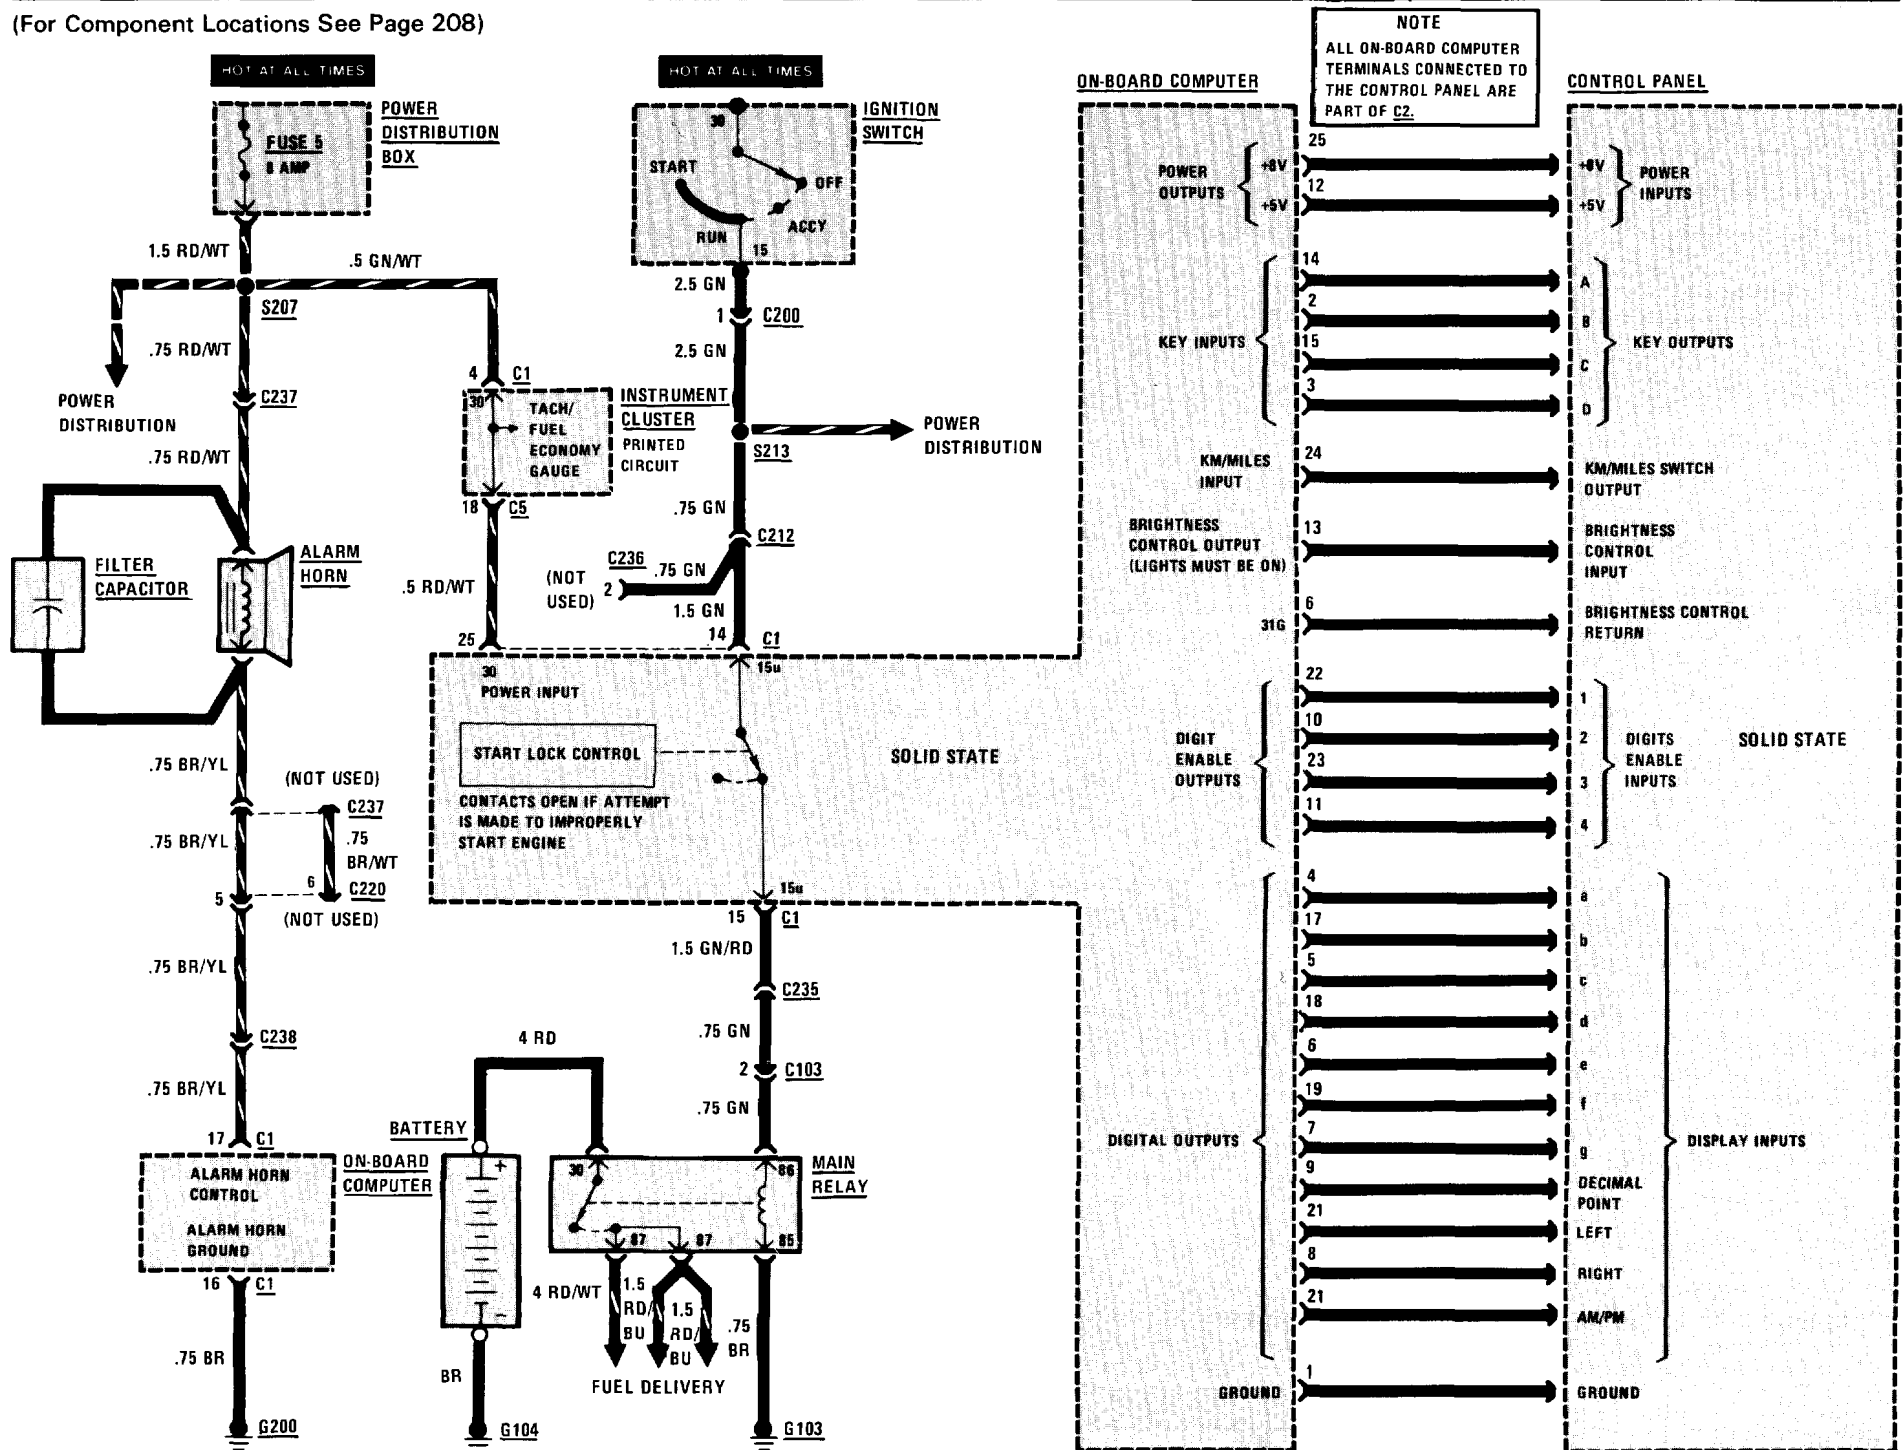 (For Component Locations See Page 208)
HOT AT ALL TIMES
POWER
DISTRIBUTION
BOX
FUSE 5
8 AMP
1.5 RD/WT
.5 GN/WT
S207
.75 RD/WT
C237
POWER
DISTRIBUTION
.75 RD/WT
FILTER
CAPACITOR
ALARM
HORN
.75 BR/YL
(NOT USED)
C237
.75
BR/WT
.75 BR/YL
6
C220
5
(NOT USED)
.75 BR/YL
C238
.75 BR/YL
17
C1
ALARM HORN
CONTROL
ALARM HORN
GROUND
ON-BOARD
COMPUTER
16
C1
.75 BR
G200
4
C1
30
TACH/
FUEL
ECONOMY
GAUGE
INSTRUMENT
CLUSTER
PRINTED
CIRCUIT
18
C5
.5 RD/WT
25
HOT AT ALL TIMES
IGNITION
SWITCH
30
START
OFF
ACCY
RUN
15
2.5 GN
1
C200
2.5 GN
S213
POWER
DISTRIBUTION
.75 GN
C212
C236
.75 GN
(NOT
USED)
2
1.5 GN
14
C1
30
POWER INPUT
15u
START LOCK CONTROL
SOLID STATE
CONTACTS OPEN IF ATTEMPT
IS MADE TO IMPROPERLY
START ENGINE
15u
15
C1
1.5 GN/RD
C235
.75 GN
2
C103
.75 GN
4 RD
BATTERY
+
-
BR
G104
30
86
MAIN
RELAY
87
87
85
4 RD/WT
1.5
RD/
BU
1.5
RD/
BU
.75
BR
FUEL DELIVERY
G103
NOTE
ALL ON-BOARD COMPUTER
TERMINALS CONNECTED TO
THE CONTROL PANEL ARE
PART OF C2.
ON-BOARD COMPUTER
CONTROL PANEL
POWER
OUTPUTS
+8V
25
+8V
POWER
INPUTS
+5V
12
+5V
KEY INPUTS
14
A
2
B
15
C
3
D
KEY OUTPUTS
KM/MILES
INPUT
24
KM/MILES SWITCH
OUTPUT
BRIGHTNESS
CONTROL OUTPUT
(LIGHTS MUST BE ON)
13
BRIGHTNESS
CONTROL
INPUT
31G
6
BRIGHTNESS CONTROL
RETURN
DIGIT
ENABLE
OUTPUTS
22
1
10
2
23
3
11
4
DIGITS
ENABLE
INPUTS
SOLID STATE
DIGITAL OUTPUTS
4
a
17
b
5
c
18
d
6
e
19
f
7
g
9
DECIMAL
POINT
21
LEFT
8
RIGHT
21
AM/PM
DISPLAY INPUTS
GROUND
1
GROUND